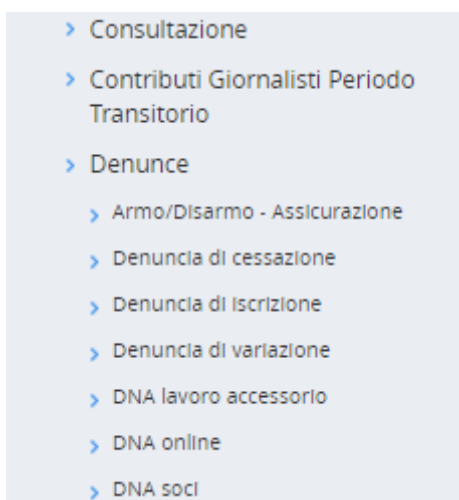 Consultazione
Contributi Giornalisti Periodo
Transitorio
Denunce
Armo/Disarmo - Assicurazione
Denuncia di cessazione
Denuncia di iscrizione
Denuncia di variazione
DNA lavoro accessorio
DNA online
DNA soci